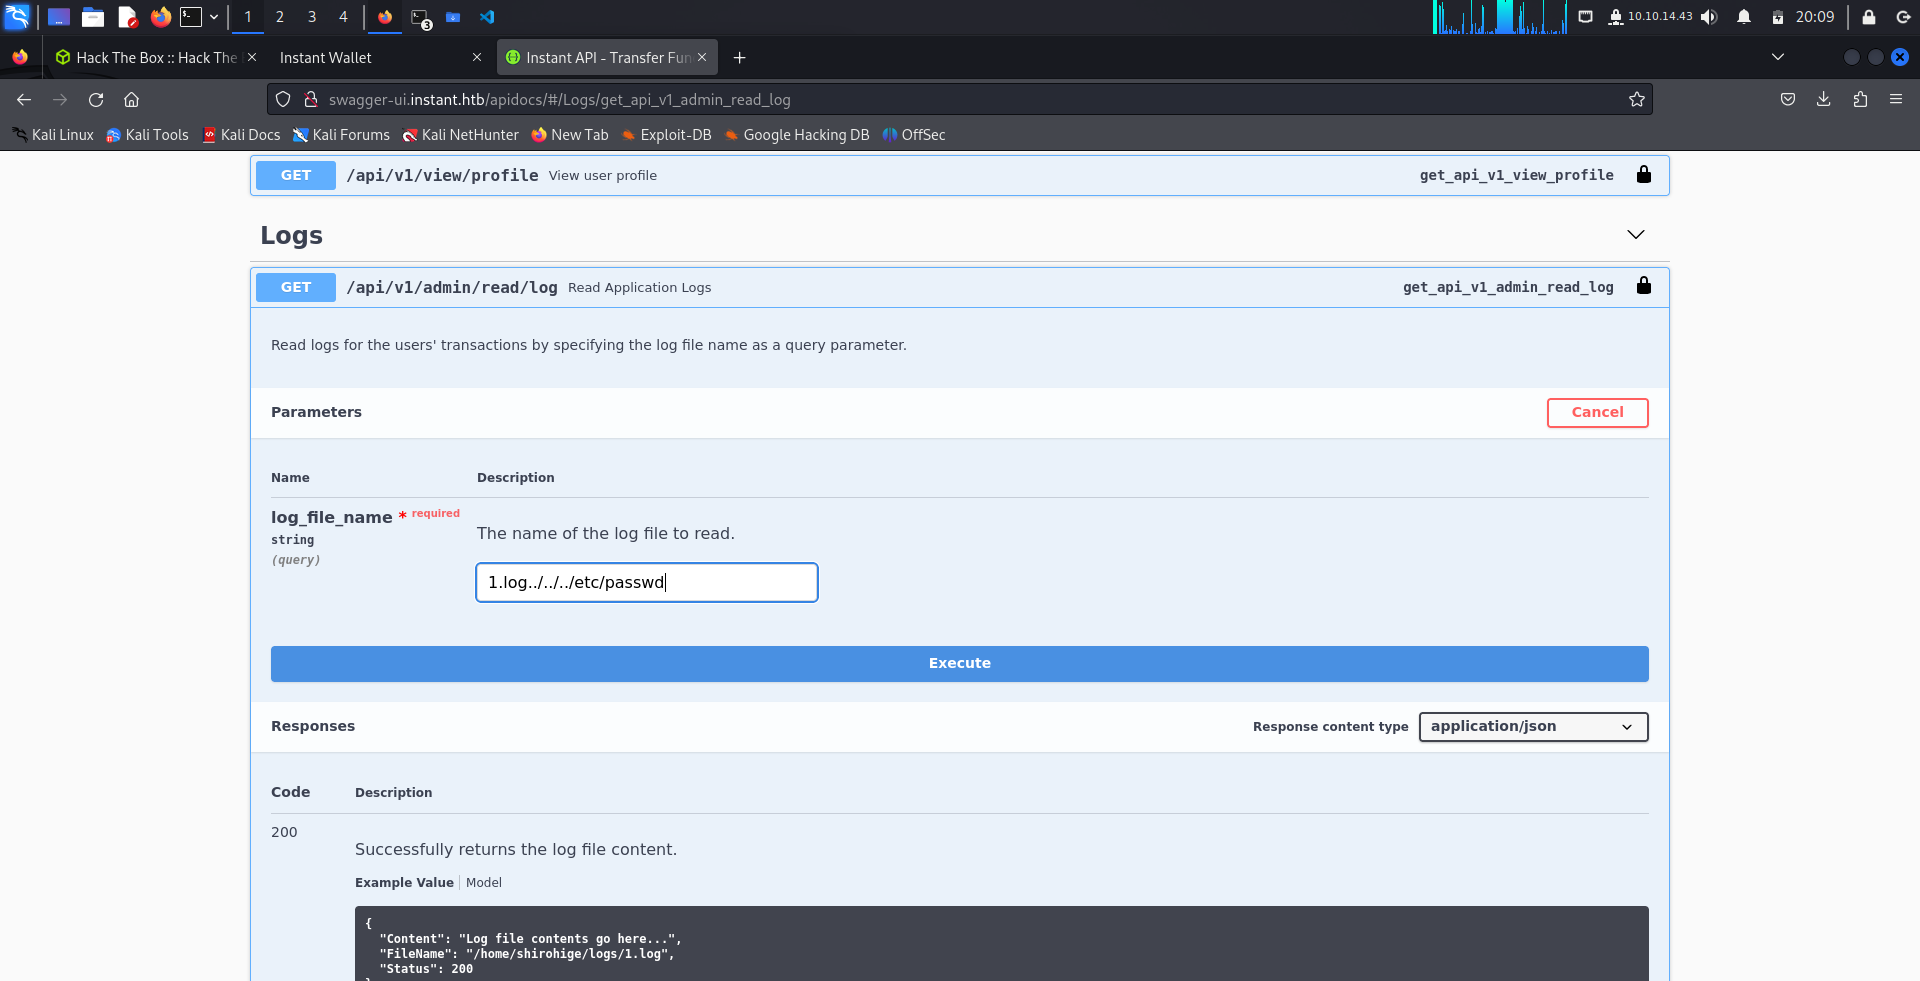 1 2 3 4 3 10.10.14.43 20:09
Hack The Box :: Hack The Instant Wallet Instant API - Transfer Fun
swagger-ui.instant.htb/apidocs/#/Logs/get_api_v1_admin_read_log
Kali Linux Kali Tools Kali Docs Kali Forums Kali NetHunter New Tab Exploit-DB Google Hacking DB OffSec
GET /api/v1/view/profile View user profile get_api_v1_view_profile
Logs
GET /api/v1/admin/read/log Read Application Logs get_api_v1_admin_read_log
Read logs for the users' transactions by specifying the log file name as a query parameter.
Parameters Cancel
Name Description
log_file_name * required
string
(query)
The name of the log file to read.
1.log../../../etc/passwd
Execute
Responses Response content type application/json
Code Description
200
Successfully returns the log file content.
Example Value Model
{
"Content": "Log file contents go here...",
"FileName": "/home/shirohige/logs/1.log",
"Status": 200
}